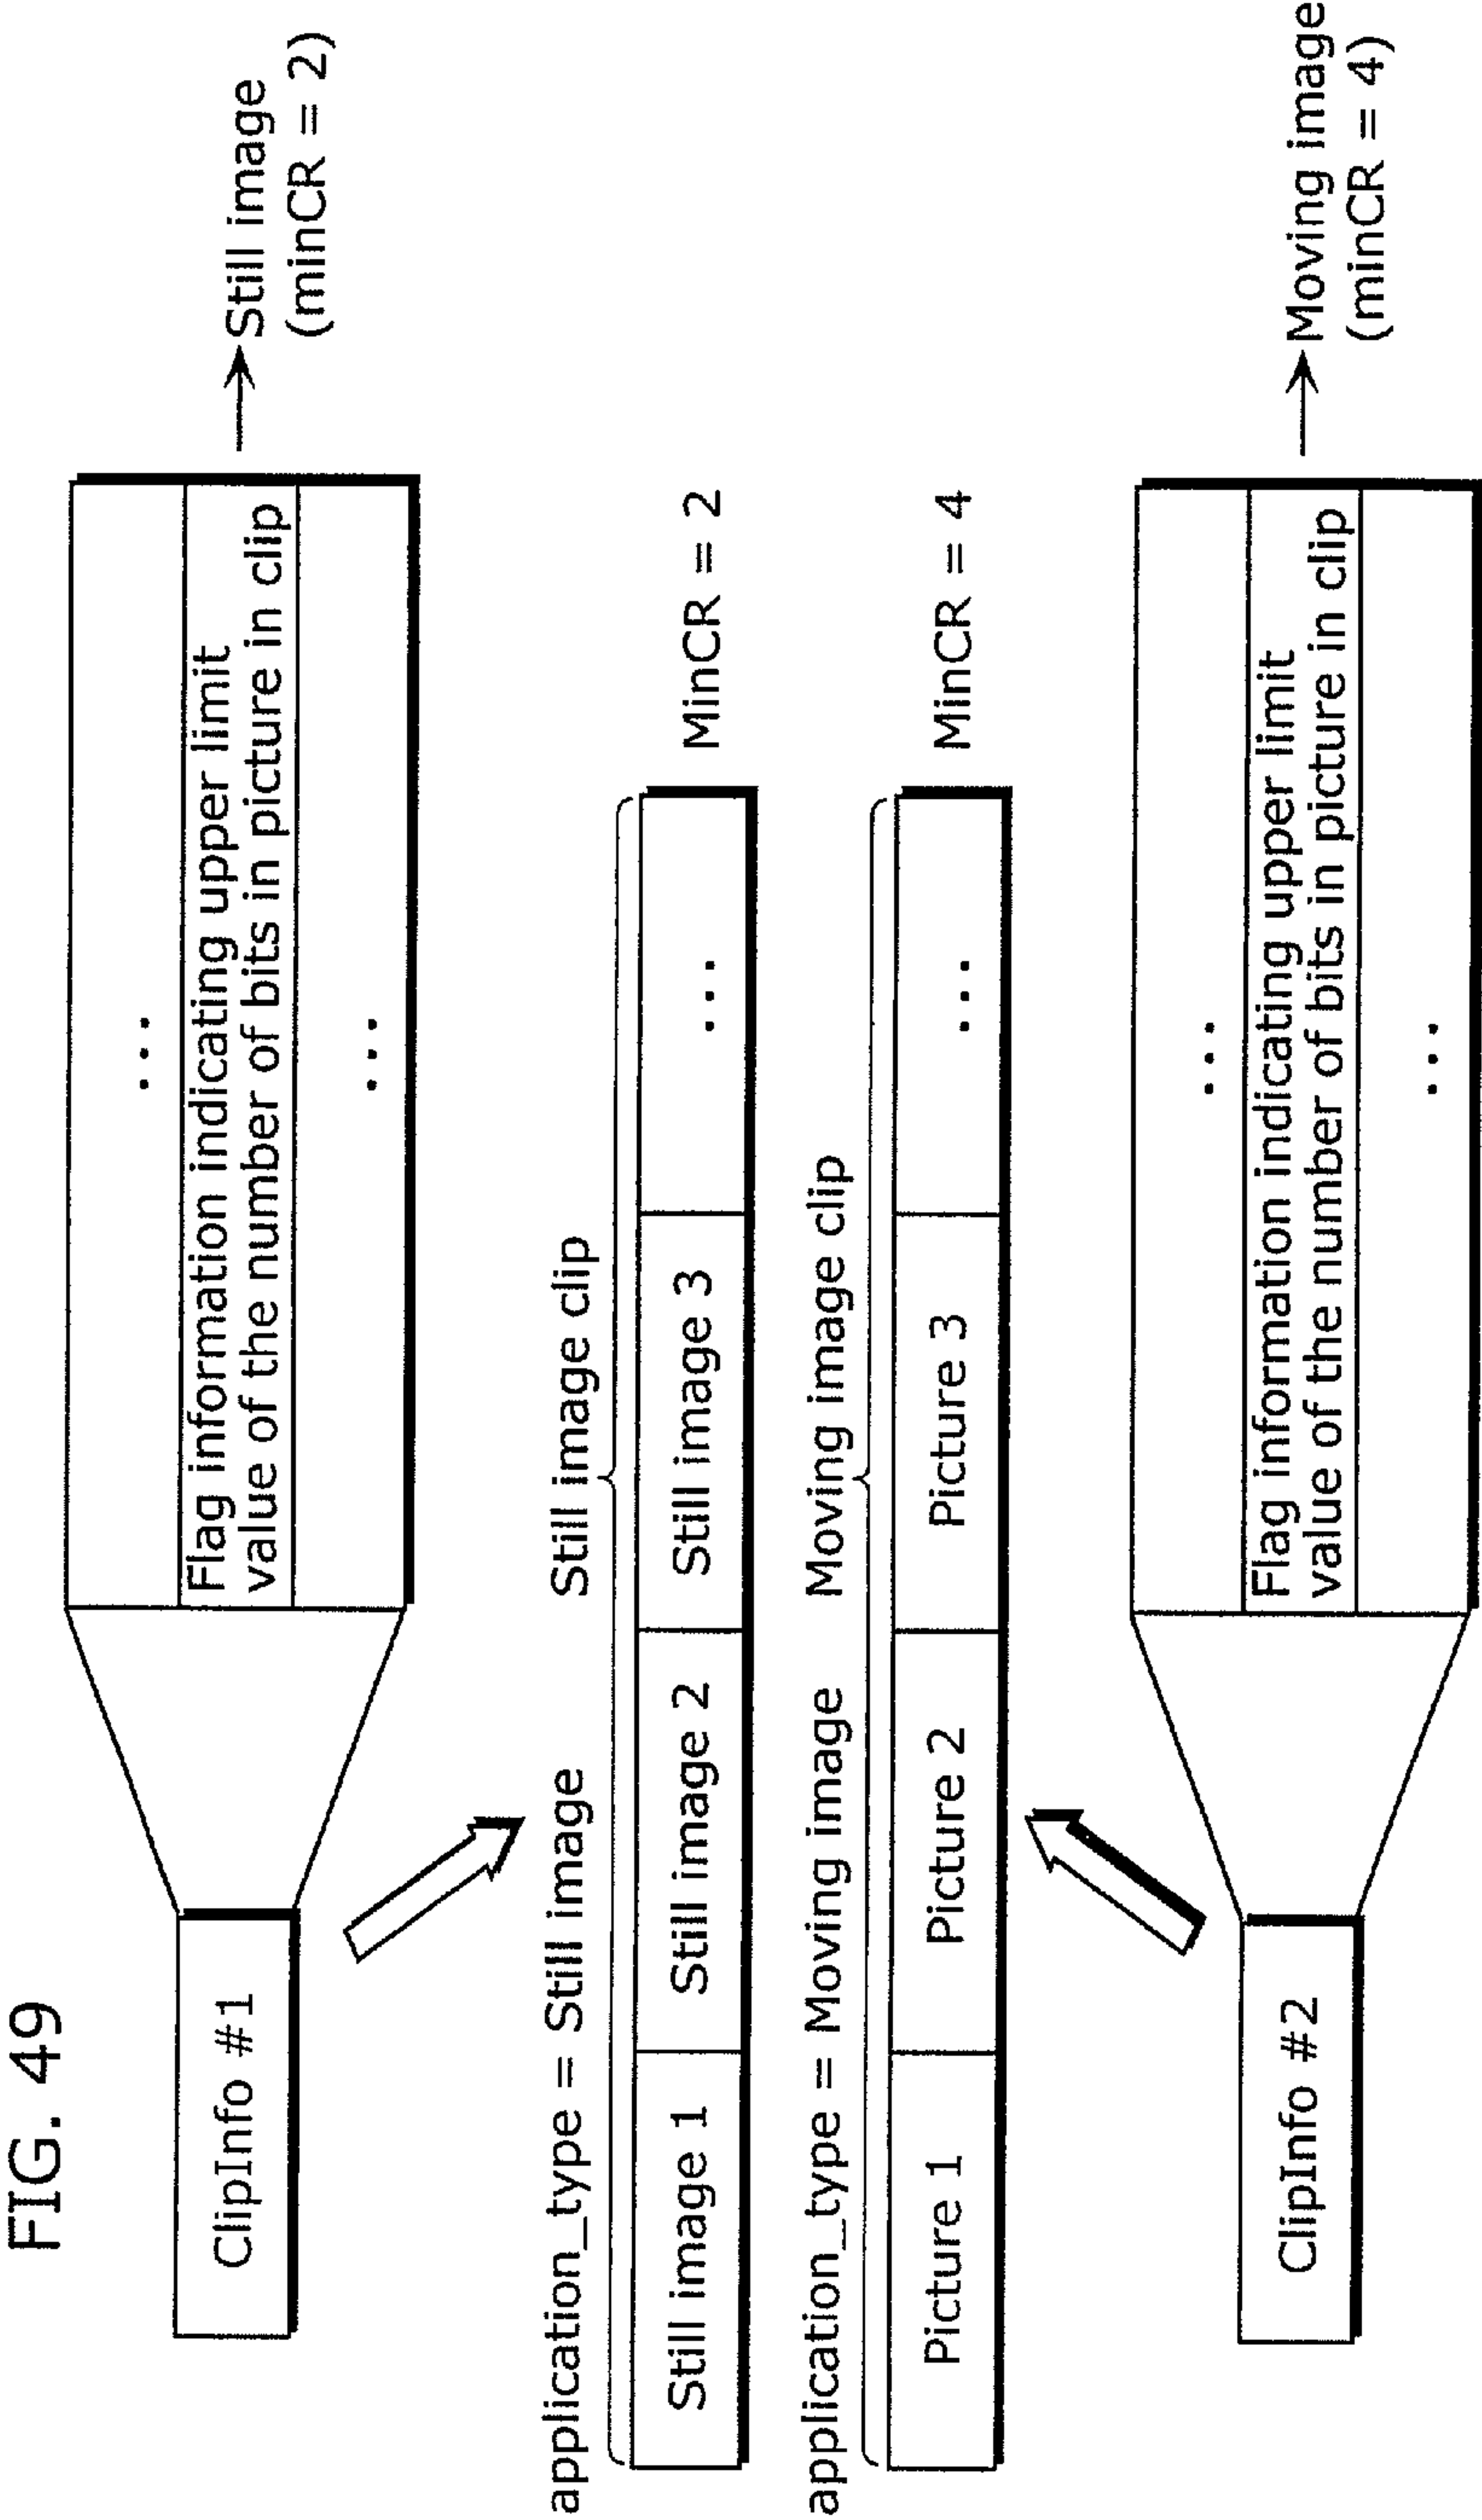 FIG. 49
ClipInfo #1
...
Flag information indicating upper limit
value of the number of bits in picture in clip
...
Still image
(minCR = 2)
application_type = Still image
Still image clip
Still image 1
Still image 2
Still image 3
...
MinCR = 2
application_type = Moving image
Moving image clip
Picture 1
Picture 2
Picture 3
...
MinCR = 4
ClipInfo #2
...
Flag information indicating upper limit
value of the number of bits in picture in clip
...
Moving image
(minCR = 4)